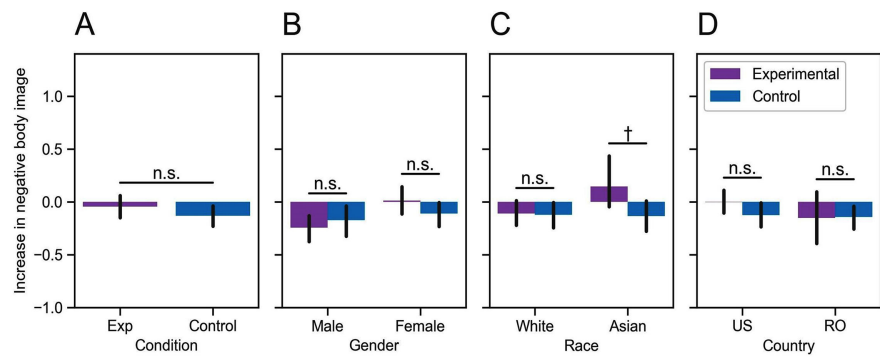 A B C D
Increase in negative body image
1.0
0.5
0.0
−0.5
−1.0
n.s.
Exp Control
Condition
n.s. n.s.
Male Female
Gender
n.s. †
White Asian
Race
Experimental
Control
n.s. n.s.
US RO
Country